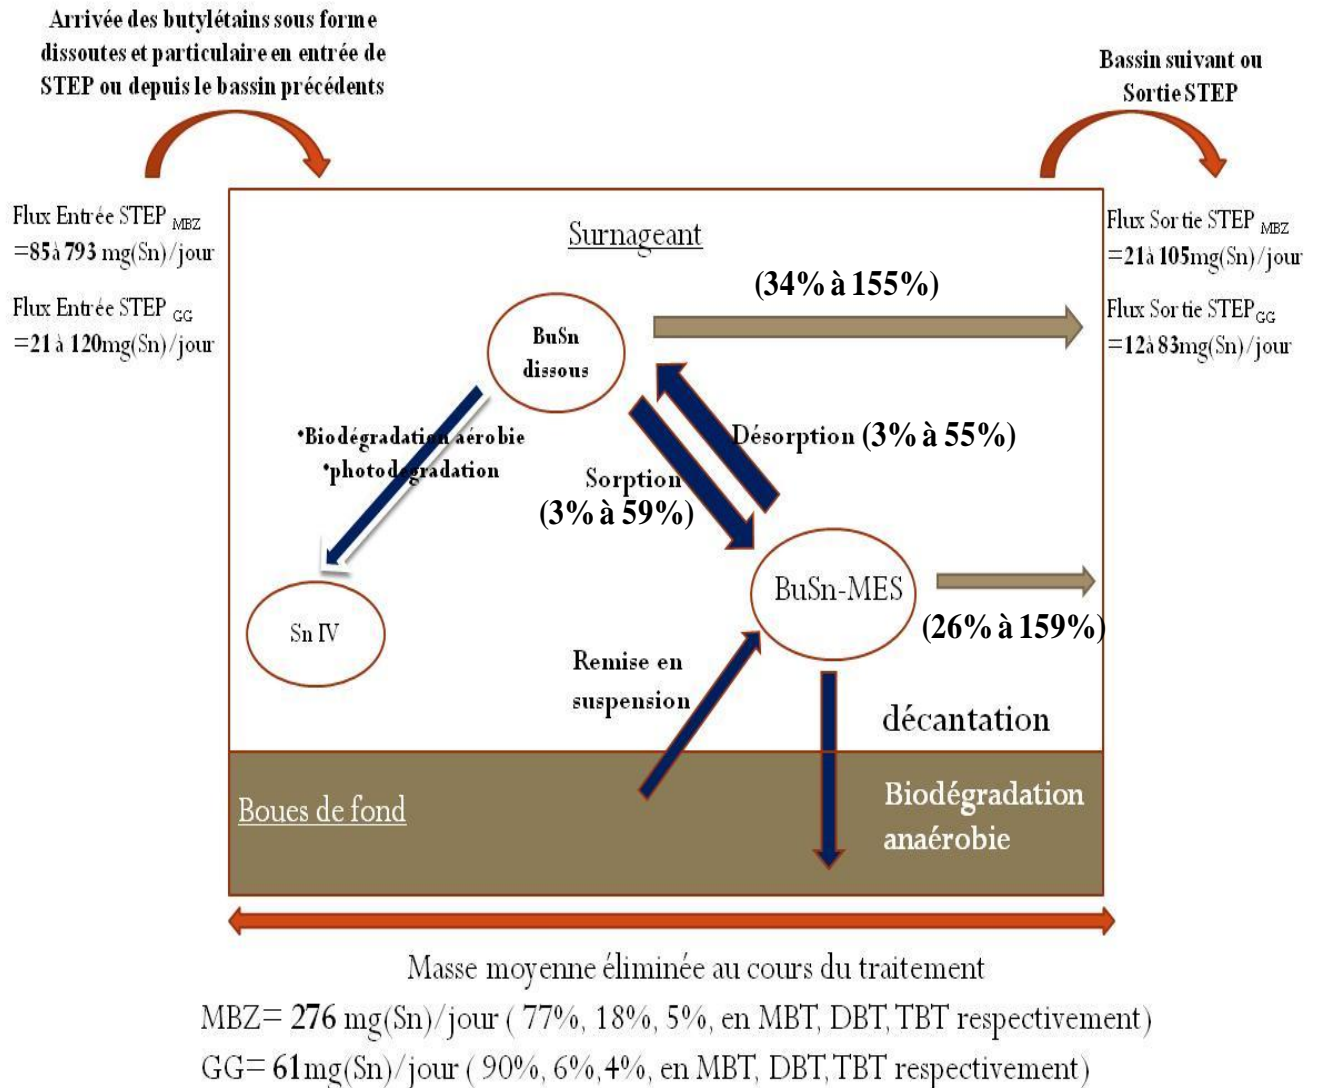 Arrivée des butylétains sous forme
dissoutes et particulaire en entrée de
STEP ou depuis le bassin précédents
Bassin suivant ou
Sortie STEP
Flux Entrée STEP MBZ
=85à 793 mg(Sn)/jour
Flux Entrée STEP GG
=21 à 120mg(Sn)/jour
Flux Sortie STEP MBZ
=21à 105mg(Sn)/jour
Flux Sortie STEPGG
=12à83mg(Sn)/jour
Surnageant
(34% à 155%)
BuSn
dissous
•Biodégradation aérobie
•photodegradation
Désorption (3% à 55%)
Sorption
(3% à 59%)
BuSn-MES
(26% à 159%)
Sn IV
Remise en
suspension
décantation
Boues de fond
Biodégradation
anaérobie
Masse moyenne éliminée au cours du traitement
MBZ= 276 mg(Sn)/jour ( 77%, 18%, 5%, en MBT, DBT, TBT respectivement)
GG= 61mg(Sn)/jour ( 90%, 6%,4%, en MBT, DBT,TBT respectivement)